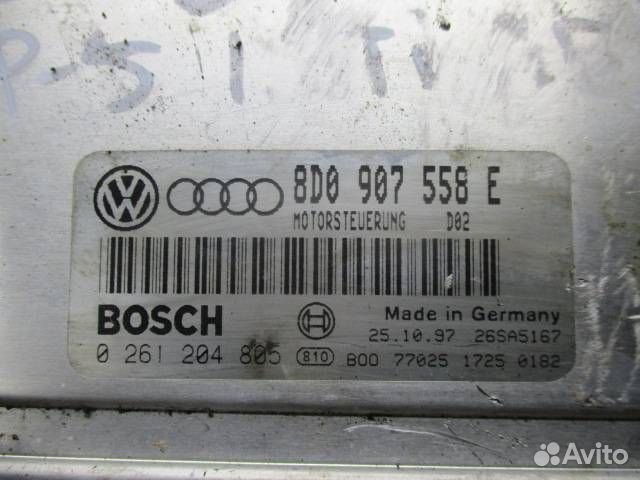 8D0 907 558 E
MOTORSTEUERUNG D02
BOSCH
Made in Germany
25.10.97 26SA5167
0 261 204 805 810 B00 77025 1725 0182
Avito